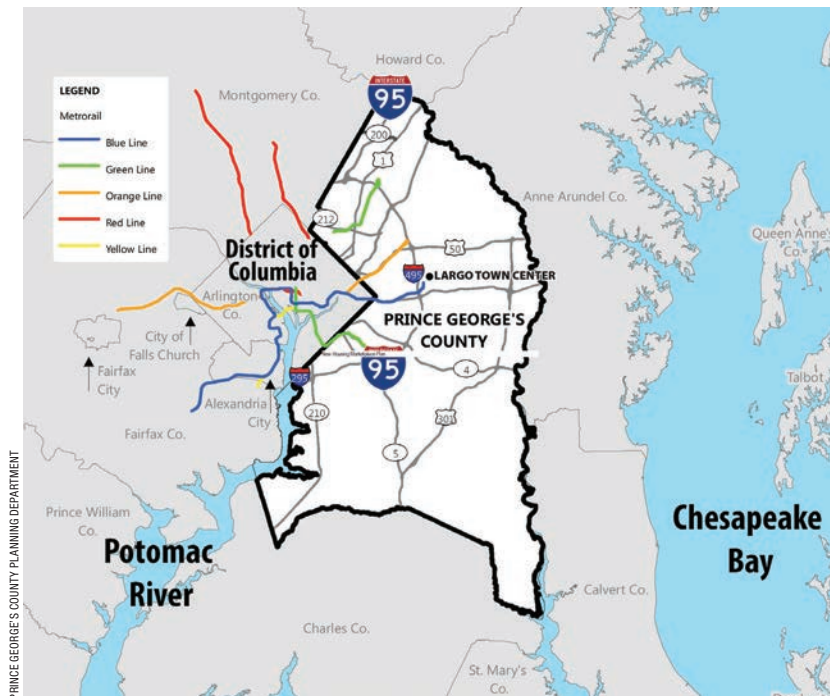 Howard Co.
LEGEND
Metrorail
Blue Line
Green Line
Orange Line
Red Line
Yellow Line
Montgomery Co.
INTERSTATE
95
200
1
212
Anne Arundel Co.
Queen Anne's
Co.
50
District of
Columbia
495
LARGO TOWN CENTER
Arlington
Co.
PRINCE GEORGE'S
COUNTY
City of
Falls Church
Fairfax
City
95
4
295
Talbot
Alexandria
City
210
301
5
Fairfax Co.
Prince William
Co.
Potomac
River
Chesapeake
Bay
Calvert Co.
Charles Co.
St. Mary's
Co.
PRINCE GEORGE'S COUNTY PLANNING DEPARTMENT